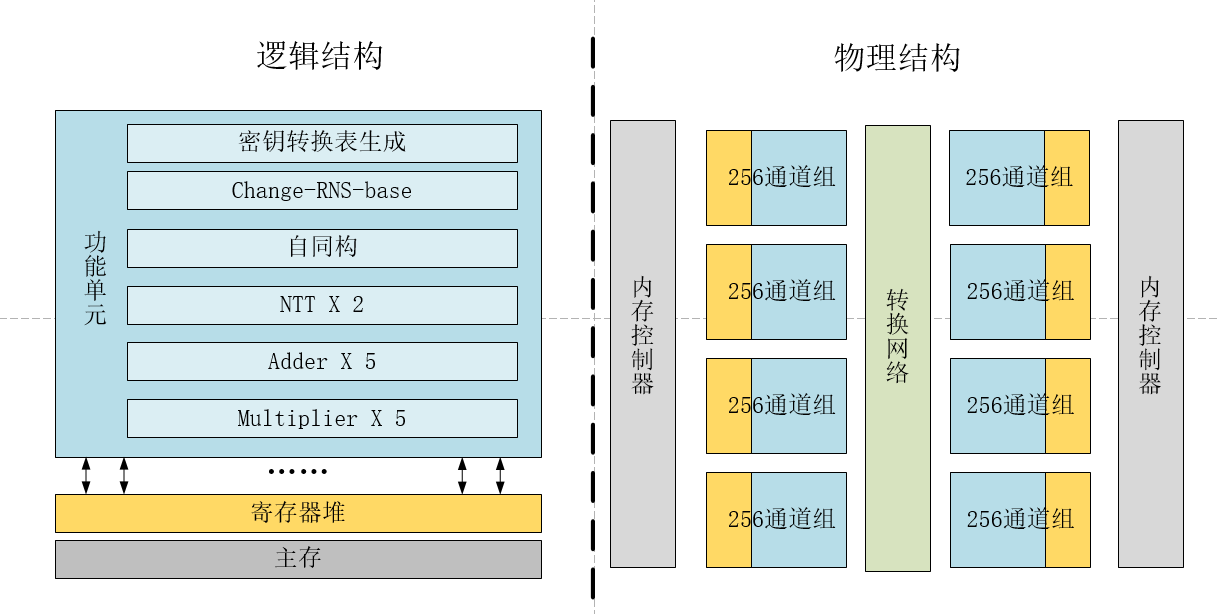 逻辑结构
密钥转换表生成
Change-RNS-base
自同构
NTT X 2
Adder X 5
Multiplier X 5
功能单元
......
寄存器堆
主存
物理结构
内存控制器
256通道组
256通道组
256通道组
256通道组
转换网络
256通道组
256通道组
256通道组
256通道组
内存控制器